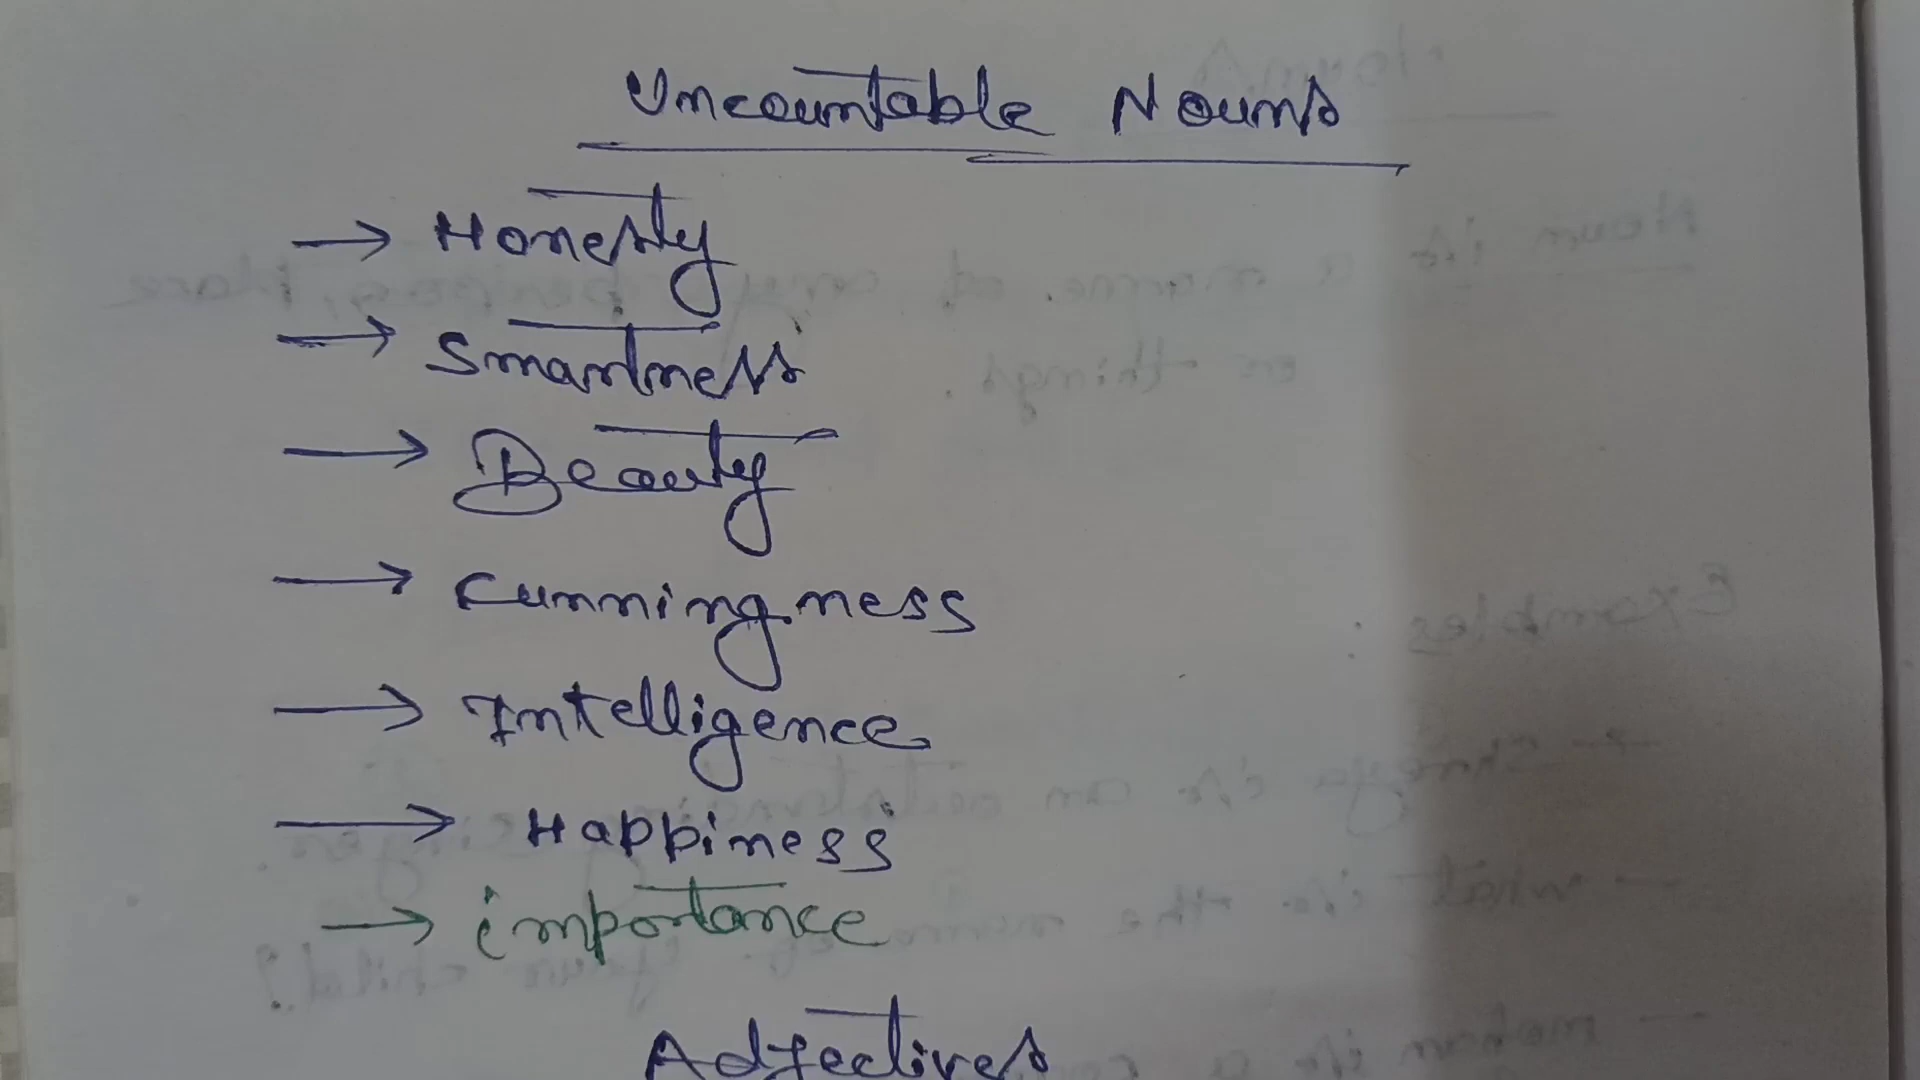 Uncountable Nouns
→ Honesty
→ Smartness
→ Beauty
→ Cunningness
→ Intelligence
→ Happiness
→ importance
Adjectives